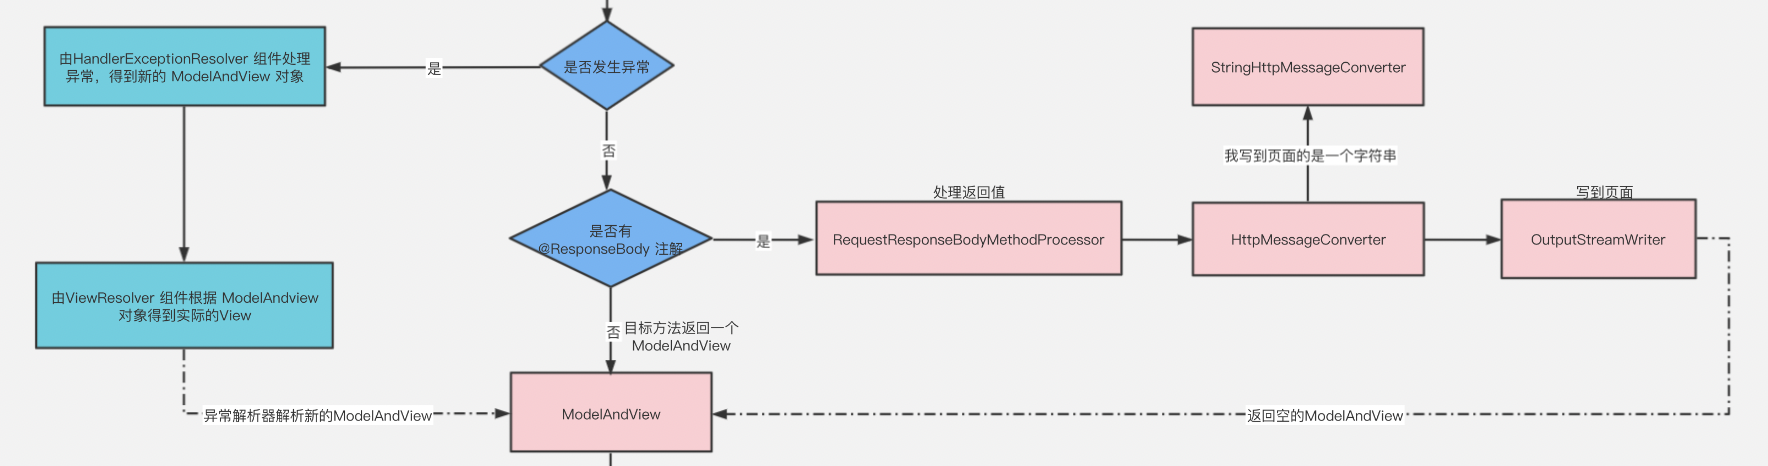 由HandlerExceptionResolver 组件处理
异常，得到新的 ModelAndView 对象
是
是否发生异常
StringHttpMessageConverter
否
我写到页面的是一个字符串
处理返回值
写到页面
是否有
@ResponseBody 注解
是
RequestResponseBodyMethodProcessor
HttpMessageConverter
OutputStreamWriter
由ViewResolver 组件根据 ModelAndview
对象得到实际的View
否
目标方法返回一个
ModelAndView
异常解析器解析新的ModelAndView
ModelAndView
返回空的ModelAndView